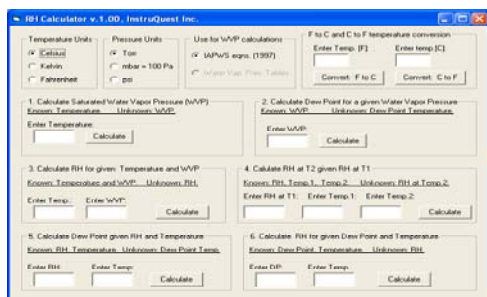 RH Calculator v.1.00, InstruQuest Inc.
Temperature Units
Celsius
Kelvin
Fahrenheit
Pressure Units
Torr
mbar = 100 Pa
psi
Use for WVP calculations
IAPWS eqns. (1997)
Water Vap. Pres. Tables
F to C and C to F temperature conversion
Enter Temp. [F]: Enter temp.[C]:
Convert: F to C Convert: C to F
1. Calculate Saturated Water Vapor Pressure (WVP)
Known: Temperature Unknown: WVP.
Enter Temperature:
Calculate
2. Calculate Dew Point for a given Water Vapor Pressure
Known: WVP. Unknown: Dew Point Temperature.
Enter WVP:
Calculate
3. Calculate RH for given Temperature and WVP
Known: Temperature and WVP. Unknown: RH.
Enter Temp.: Enter WVP:
Calculate
4. Calulate RH at T2 given RH at T1
Known: RH, Temp.1, Temp.2. Unknown: RH at Temp.2.
Enter RH at T1: Enter Temp.1: Enter Temp.2:
Calculate
5. Calculate Dew Point given RH and Temperature
Known: RH, Temperature Unknown: Dew Point Temp.
Enter RH: Enter Temp:
Calculate
6. Calculate RH for given Dew Point and Temperature
Known: Dew Point, Temperature Unknown: RH.
Enter DP: Enter Temp.:
Calculate